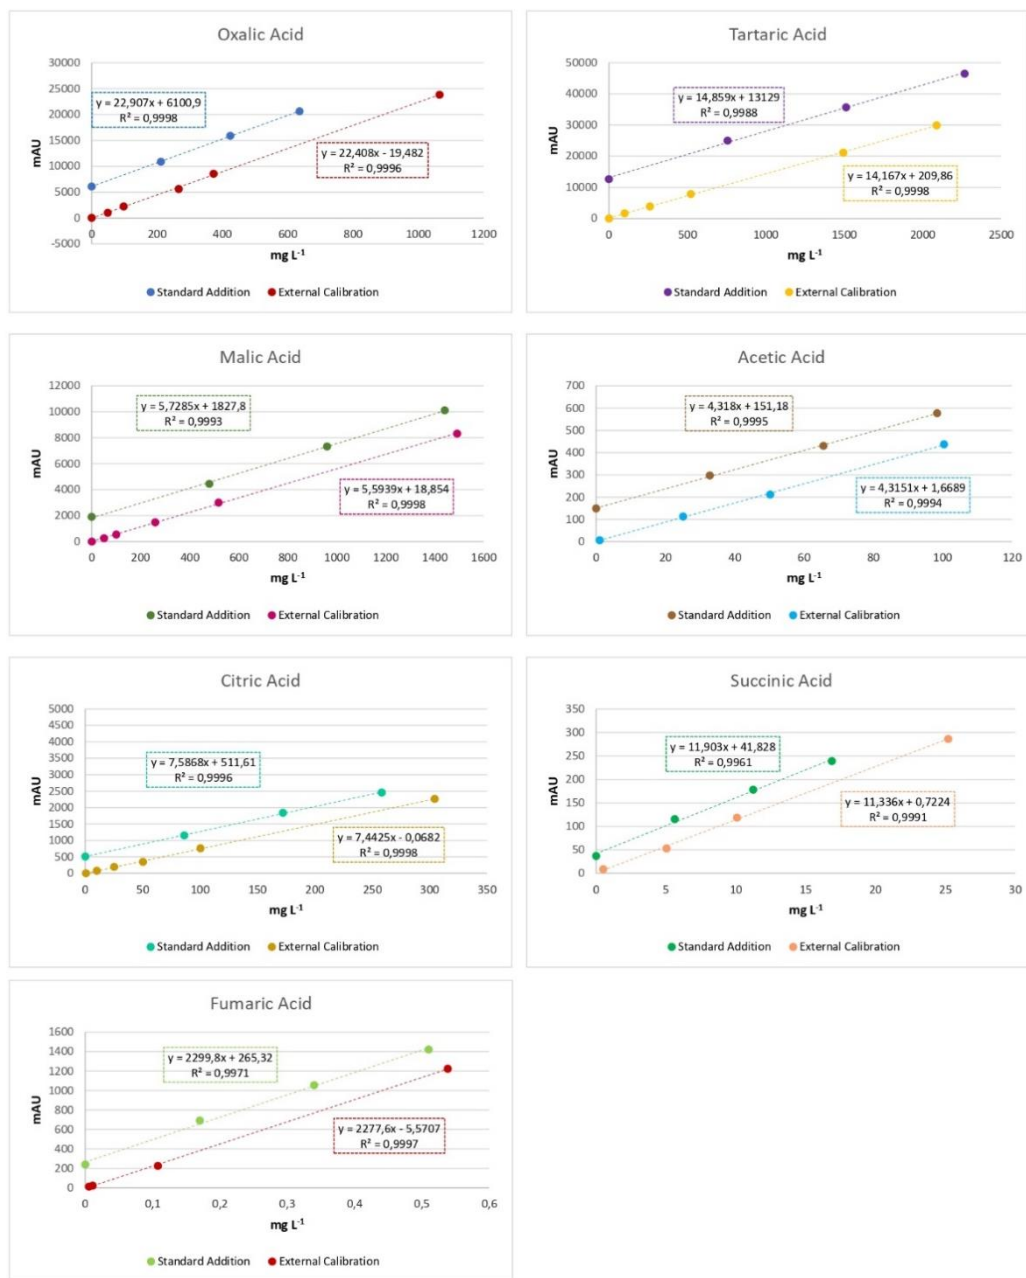 Oxalic Acid
30000
25000
20000
15000
10000
5000
0
-5000
mAU
y = 22,907x + 6100,9
R² = 0,9998
y = 22,408x - 19,482
R² = 0,9996
0 200 400 600 800 1000 1200
mg L⁻¹
Standard Addition External Calibration
Tartaric Acid
50000
40000
30000
20000
10000
0
mAU
y = 14,859x + 13129
R² = 0,9988
y = 14,167x + 209,86
R² = 0,9998
0 500 1000 1500 2000 2500
mg L⁻¹
Standard Addition External Calibration
Malic Acid
12000
10000
8000
6000
4000
2000
0
mAU
y = 5,7285x + 1827,8
R² = 0,9993
y = 5,5939x + 18,854
R² = 0,9998
0 200 400 600 800 1000 1200 1400 1600
mg L⁻¹
Standard Addition External Calibration
Acetic Acid
700
600
500
400
300
200
100
0
mAU
y = 4,318x + 151,18
R² = 0,9995
y = 4,3151x + 1,6689
R² = 0,9994
0 20 40 60 80 100 120
mg L⁻¹
Standard Addition External Calibration
Citric Acid
5000
4500
4000
3500
3000
2500
2000
1500
1000
500
0
mAU
y = 7,5868x + 511,61
R² = 0,9996
y = 7,4425x - 0,0682
R² = 0,9998
0 50 100 150 200 250 300 350
mg L⁻¹
Standard Addition External Calibration
Succinic Acid
350
300
250
200
150
100
50
0
mAU
y = 11,903x + 41,828
R² = 0,9961
y = 11,336x + 0,7224
R² = 0,9991
0 5 10 15 20 25 30
mg L⁻¹
Standard Addition External Calibration
Fumaric Acid
1600
1400
1200
1000
800
600
400
200
0
mAU
y = 2299,8x + 265,32
R² = 0,9971
y = 2277,6x - 5,5707
R² = 0,9997
0 0,1 0,2 0,3 0,4 0,5 0,6
mg L⁻¹
Standard Addition External Calibration